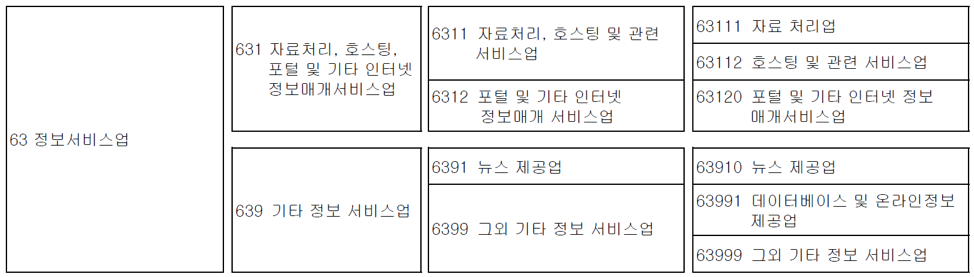 63 정보서비스업
631 자료처리, 호스팅,
포털 및 기타 인터넷
정보매개서비스업
6311 자료처리, 호스팅 및 관련
서비스업
63111 자료 처리업
63112 호스팅 및 관련 서비스업
6312 포털 및 기타 인터넷
정보매개 서비스업
63120 포털 및 기타 인터넷 정보
매개서비스업
639 기타 정보 서비스업
6391 뉴스 제공업
63910 뉴스 제공업
6399 그외 기타 정보 서비스업
63991 데이터베이스 및 온라인정보
제공업
63999 그외 기타 정보 서비스업